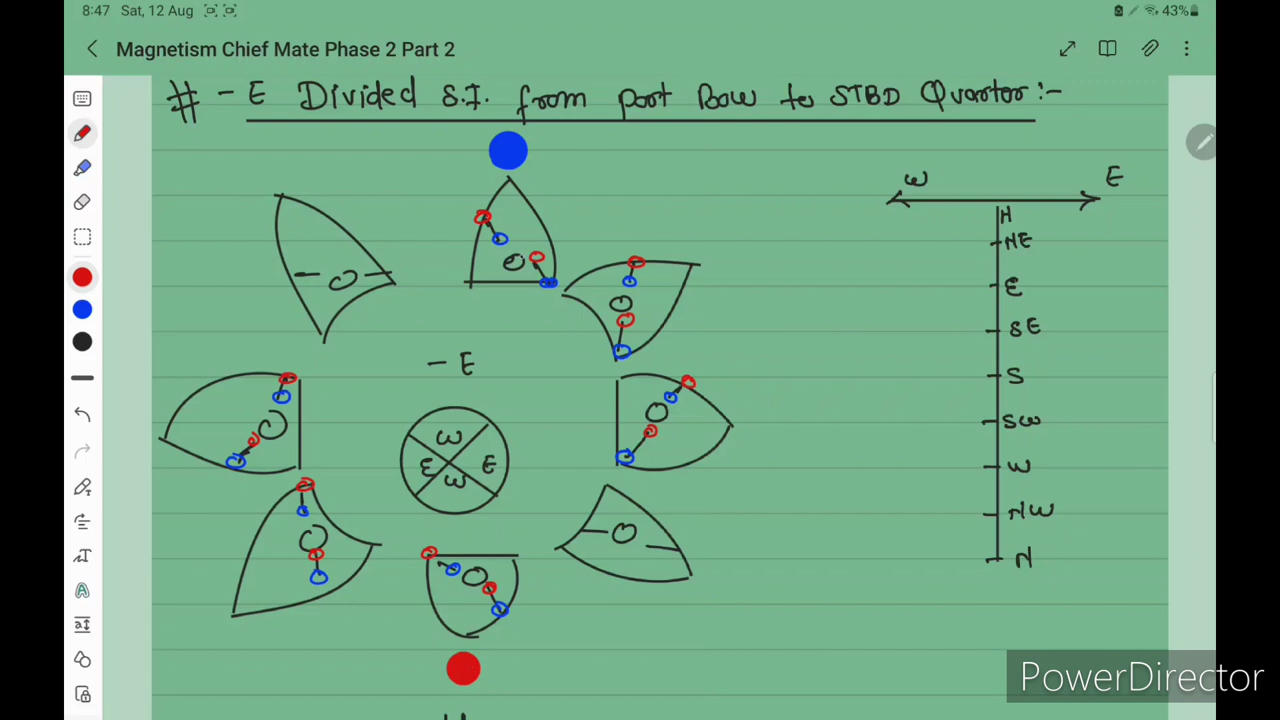 8:47 Sat, 12 Aug
43%
Magnetism Chief Mate Phase 2 Part 2
# - E Divided S.I. from port Bow to STBD Quarter:-
W E
N
NE
E
SE
S
SW
W
NW
N
- E
W
E E
W
PowerDirector